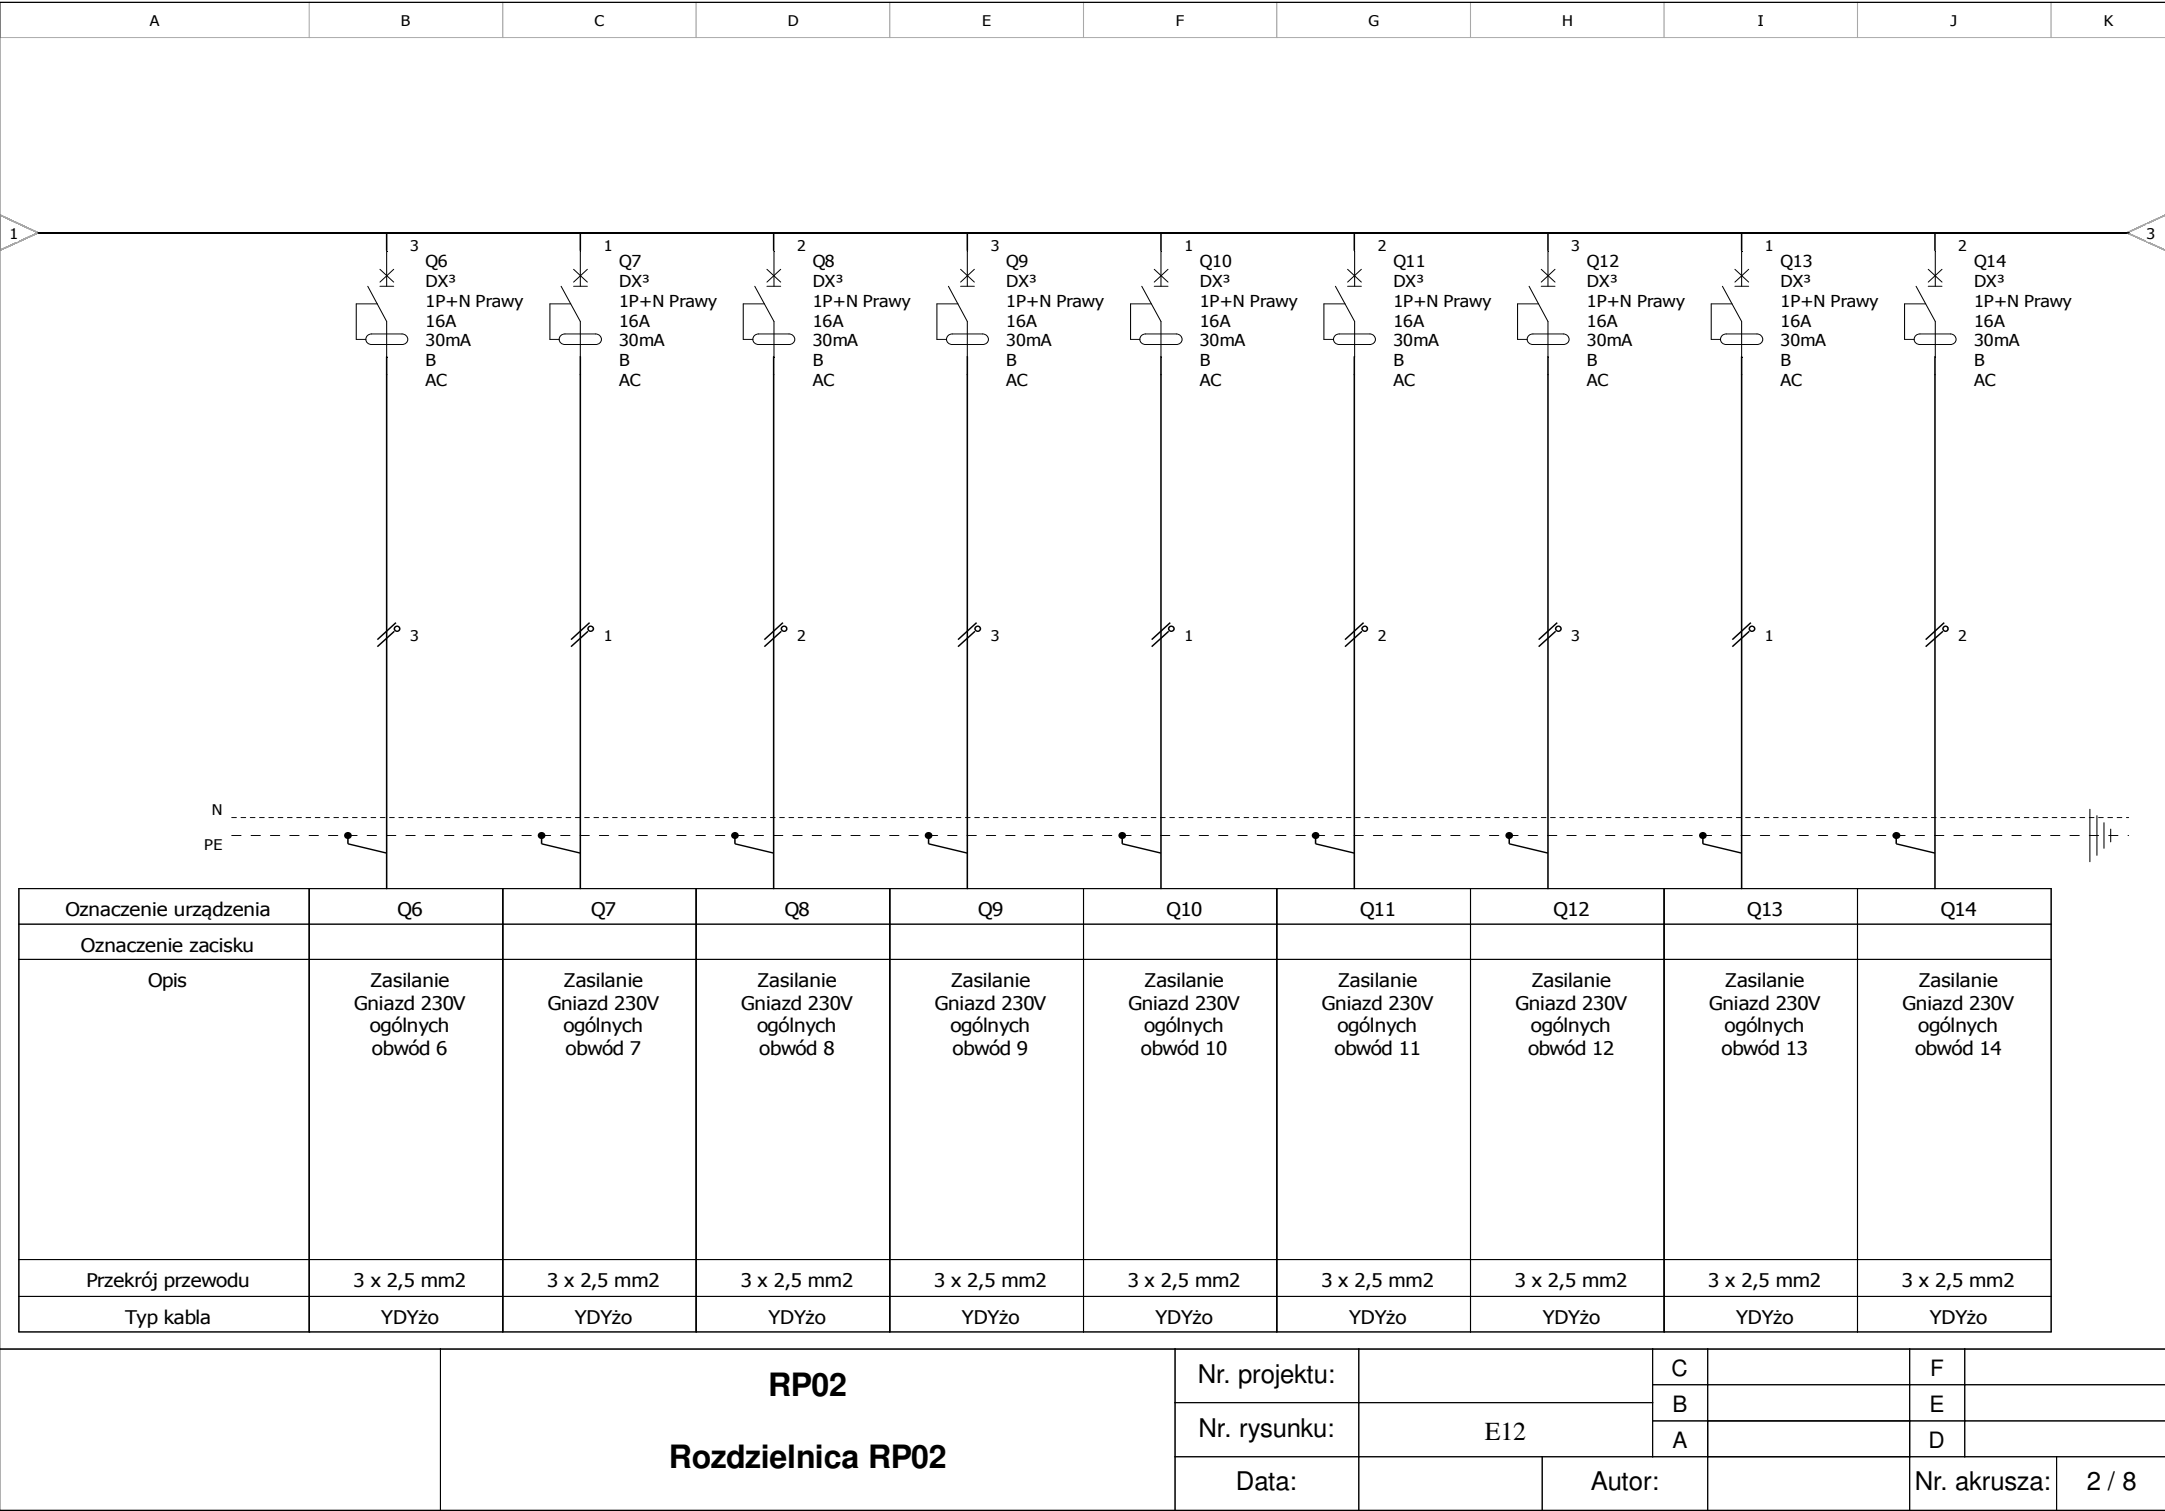 A B C D E F G H I J K
1 3
3 1 2 3 1 2 3 1 2
Q6 Q7 Q8 Q9 Q10 Q11 Q12 Q13 Q14
DX³ DX³ DX³ DX³ DX³ DX³ DX³ DX³ DX³
1P+N Prawy 1P+N Prawy 1P+N Prawy 1P+N Prawy 1P+N Prawy 1P+N Prawy 1P+N Prawy 1P+N Prawy 1P+N Prawy
16A 16A 16A 16A 16A 16A 16A 16A 16A
30mA 30mA 30mA 30mA 30mA 30mA 30mA 30mA 30mA
B B B B B B B B B
AC AC AC AC AC AC AC AC AC
3 1 2 3 1 2 3 1 2
N
PE
Oznaczenie urządzenia Q6 Q7 Q8 Q9 Q10 Q11 Q12 Q13 Q14
Oznaczenie zacisku
Opis Zasilanie Zasilanie Zasilanie Zasilanie Zasilanie Zasilanie Zasilanie Zasilanie Zasilanie
Gniazd 230V Gniazd 230V Gniazd 230V Gniazd 230V Gniazd 230V Gniazd 230V Gniazd 230V Gniazd 230V Gniazd 230V
ogólnych ogólnych ogólnych ogólnych ogólnych ogólnych ogólnych ogólnych ogólnych
obwód 6 obwód 7 obwód 8 obwód 9 obwód 10 obwód 11 obwód 12 obwód 13 obwód 14
Przekrój przewodu 3 x 2,5 mm2 3 x 2,5 mm2 3 x 2,5 mm2 3 x 2,5 mm2 3 x 2,5 mm2 3 x 2,5 mm2 3 x 2,5 mm2 3 x 2,5 mm2 3 x 2,5 mm2
Typ kabla YDYżo YDYżo YDYżo YDYżo YDYżo YDYżo YDYżo YDYżo YDYżo
RP02
Rozdzielnica RP02
Nr. projektu: C F
B E
Nr. rysunku: E12 A D
Data: Autor: Nr. akrusza: 2 / 8